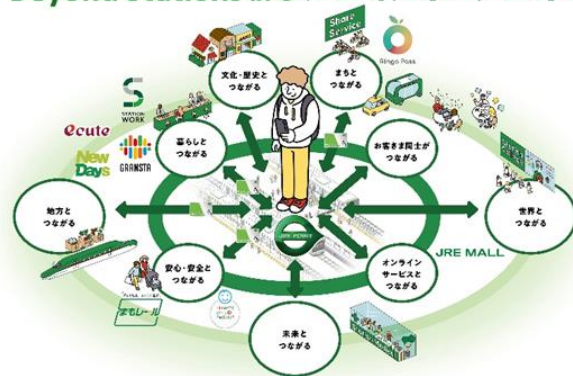 Beyond Stations
Share
Service
Ringo Pass
文化・歴史と
つながる
まちと
つながる
STATION
WORK
ecute
New
Days
GRANSTA
暮らしと
つながる
お客さま同士が
つながる
地方と
つながる
世界と
つながる
JRE POINT
JRE MALL
安心・安全と
つながる
オンライン
サービスと
つながる
まもレール
未来と
つながる